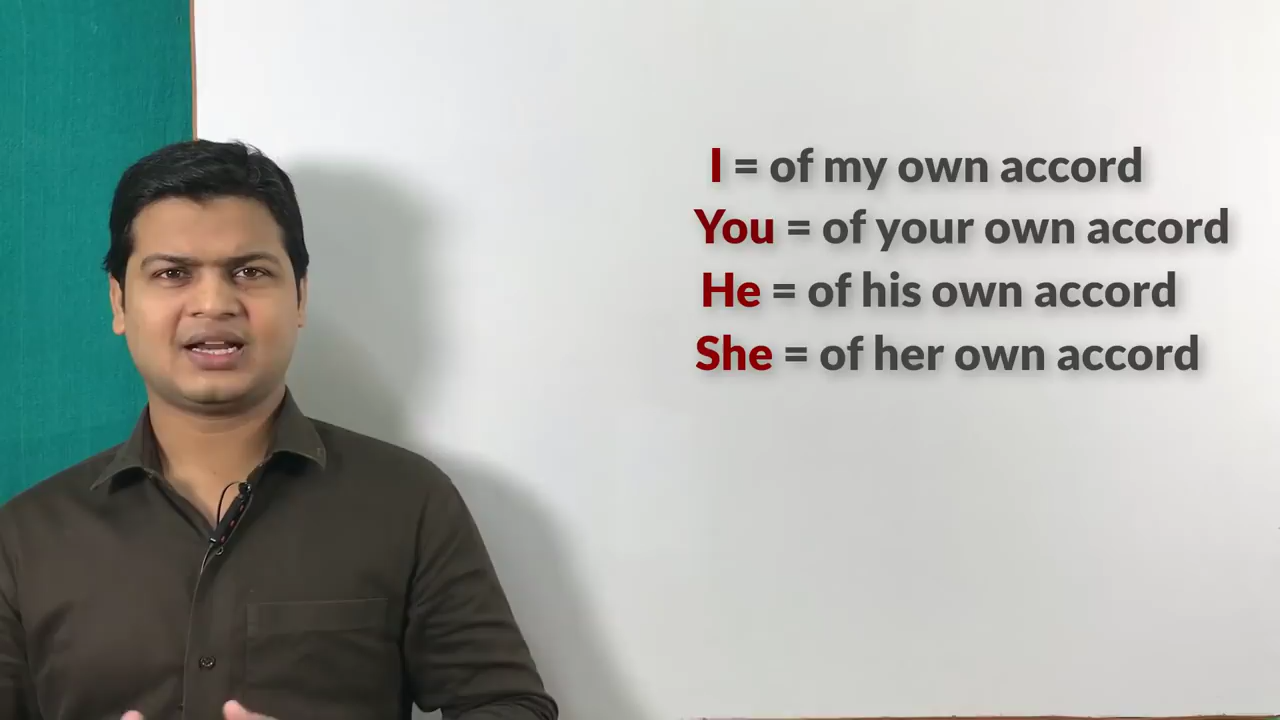 I = of my own accord
You = of your own accord
He = of his own accord
She = of her own accord